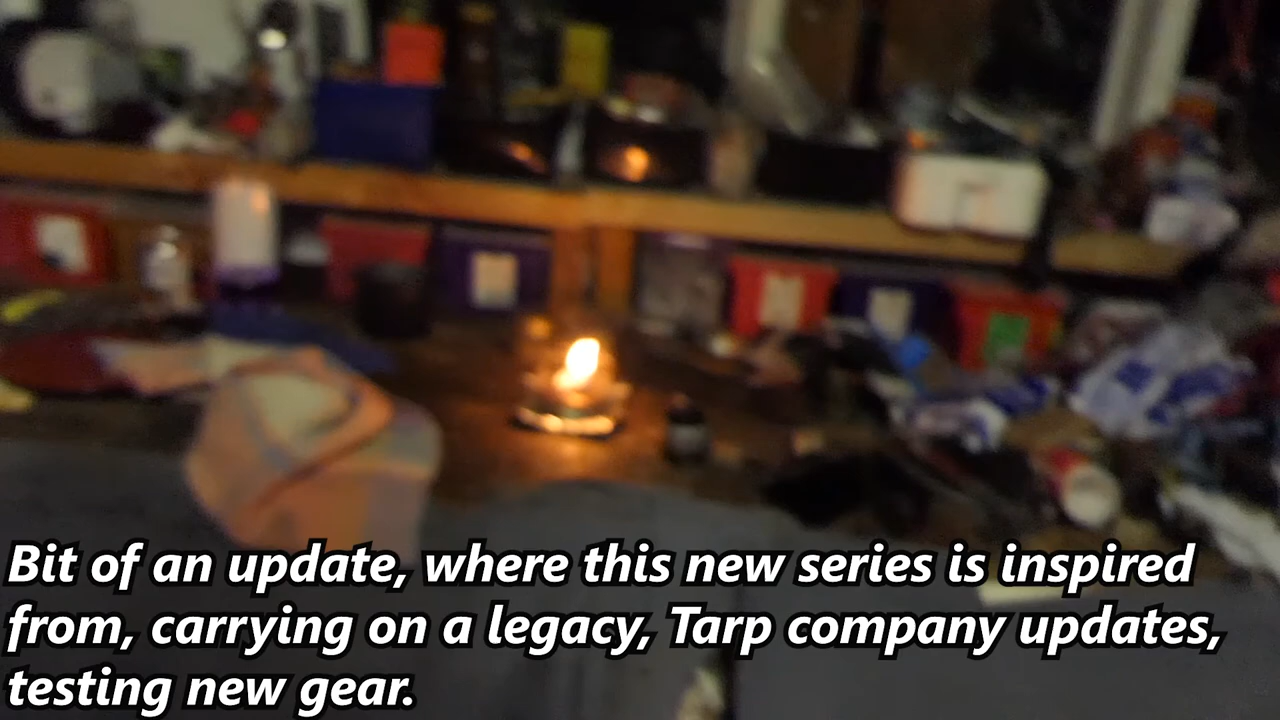 Bit of an update, where this new series is inspired
from, carrying on a legacy, Tarp company updates,
testing new gear.